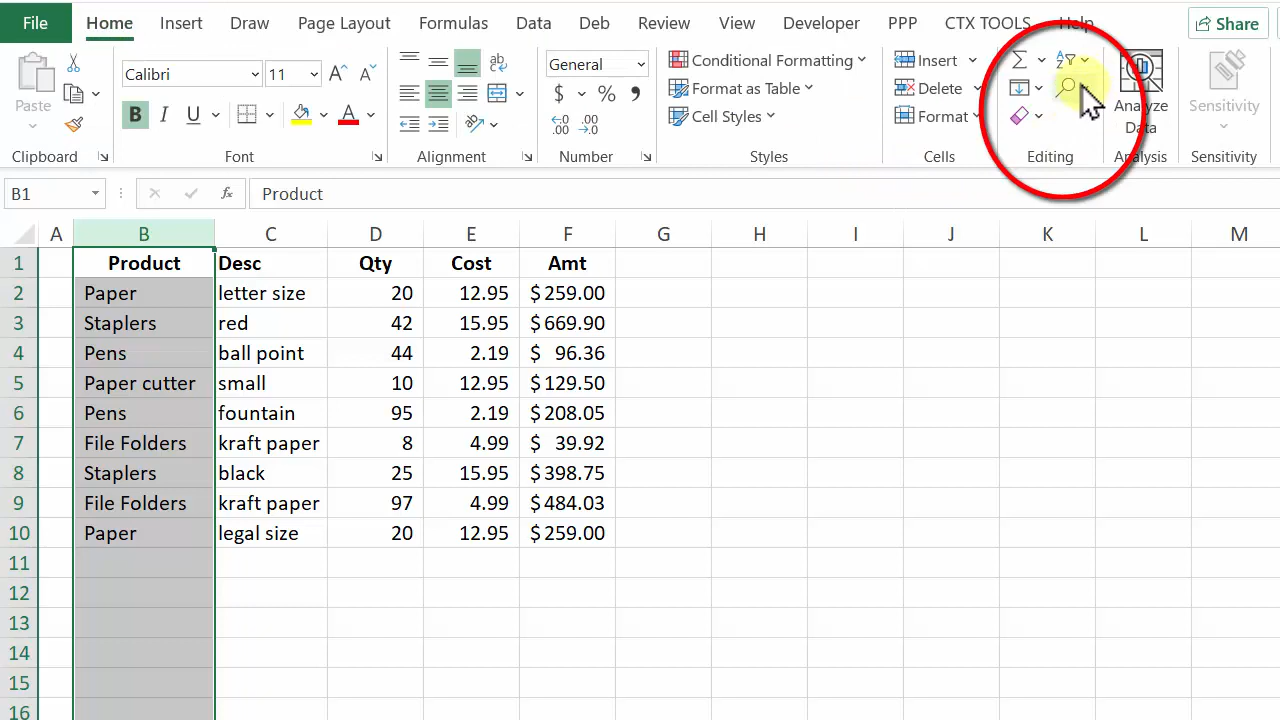 File Home Insert Draw Page Layout Formulas Data Deb Review View Developer PPP CTX TOOLS Help Share
Paste
Clipboard
Calibri 11
B I U
Font
ab
Alignment
General
$ % ,
Number
Conditional Formatting
Format as Table
Cell Styles
Styles
Insert
Delete
Format
Cells
Editing
Analyze
Data
Analysis
Sensitivity
Sensitivity
B1 fx Product
A B C D E F G H I J K L M
1 Product Desc Qty Cost Amt
2 Paper letter size 20 12.95 $ 259.00
3 Staplers red 42 15.95 $ 669.90
4 Pens ball point 44 2.19 $ 96.36
5 Paper cutter small 10 12.95 $ 129.50
6 Pens fountain 95 2.19 $ 208.05
7 File Folders kraft paper 8 4.99 $ 39.92
8 Staplers black 25 15.95 $ 398.75
9 File Folders kraft paper 97 4.99 $ 484.03
10 Paper legal size 20 12.95 $ 259.00
11
12
13
14
15
16